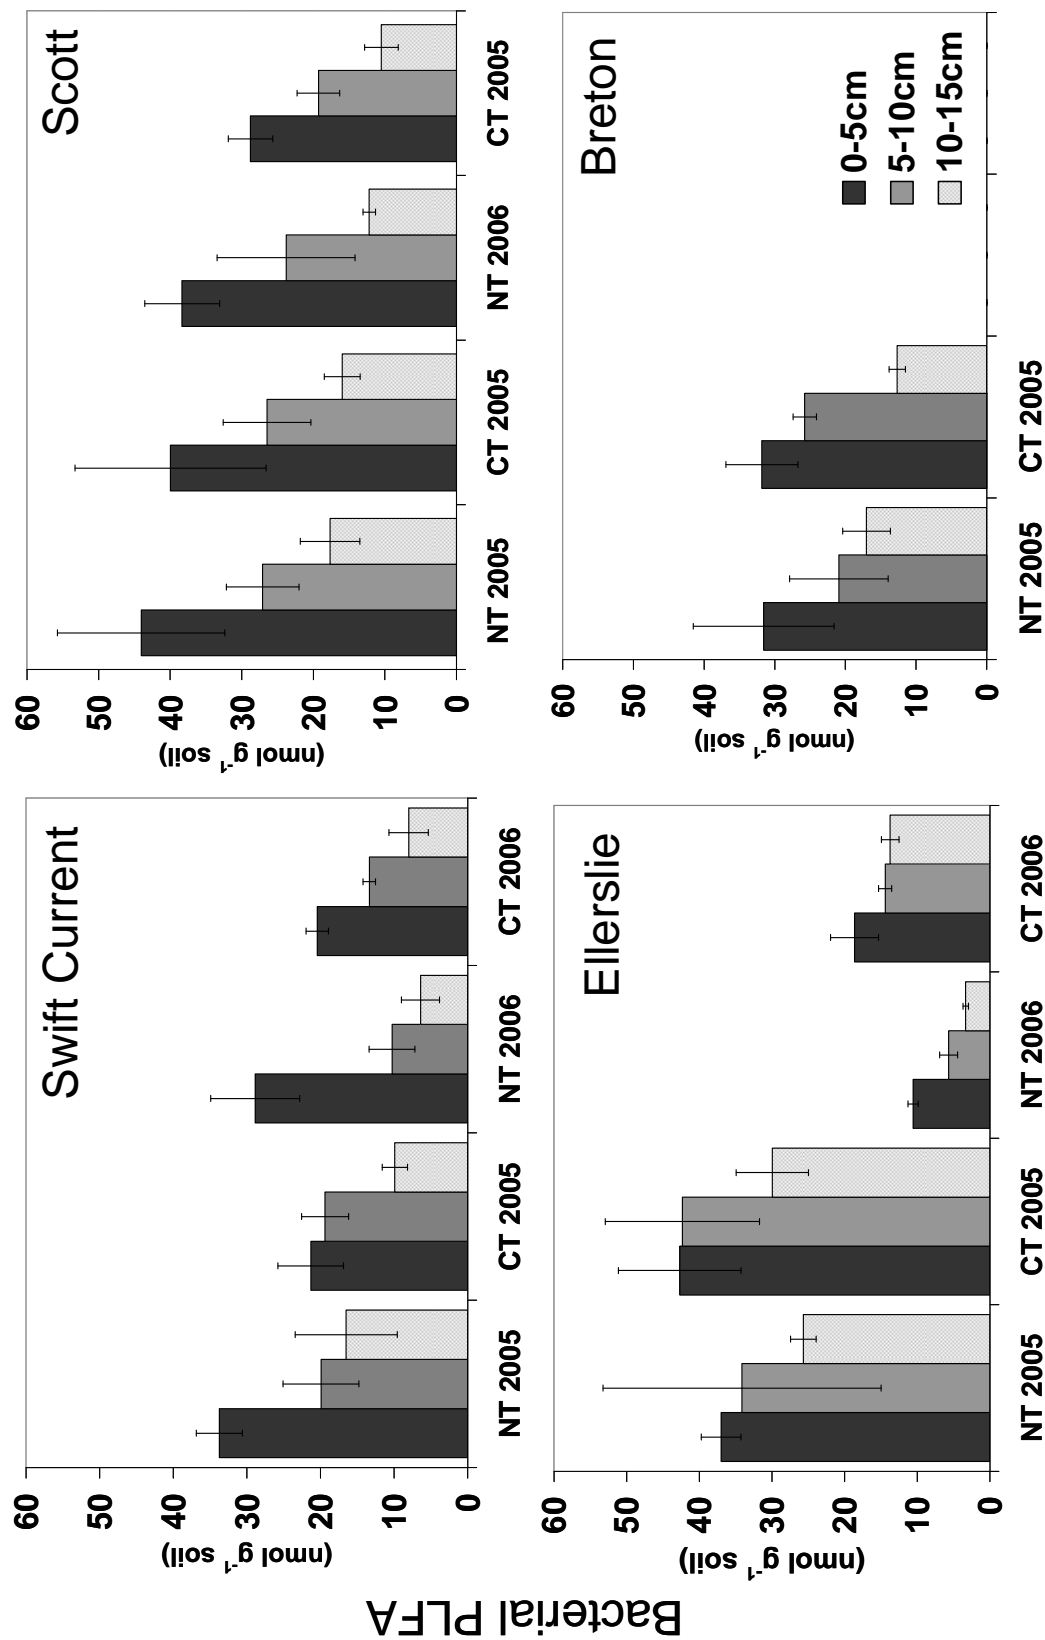 Bacterial PLFA
Swift Current
(nmol g-1 soil)
60
50
40
30
20
10
0
NT 2005 CT 2005 NT 2006 CT 2006
Scott
(nmol g-1 soil)
60
50
40
30
20
10
0
NT 2005 CT 2005 NT 2006 CT 2005
Ellerslie
(nmol g-1 soil)
60
50
40
30
20
10
0
NT 2005 CT 2005 NT 2006 CT 2006
Breton
(nmol g-1 soil)
60
50
40
30
20
10
0
NT 2005 CT 2005
0-5cm
5-10cm
10-15cm